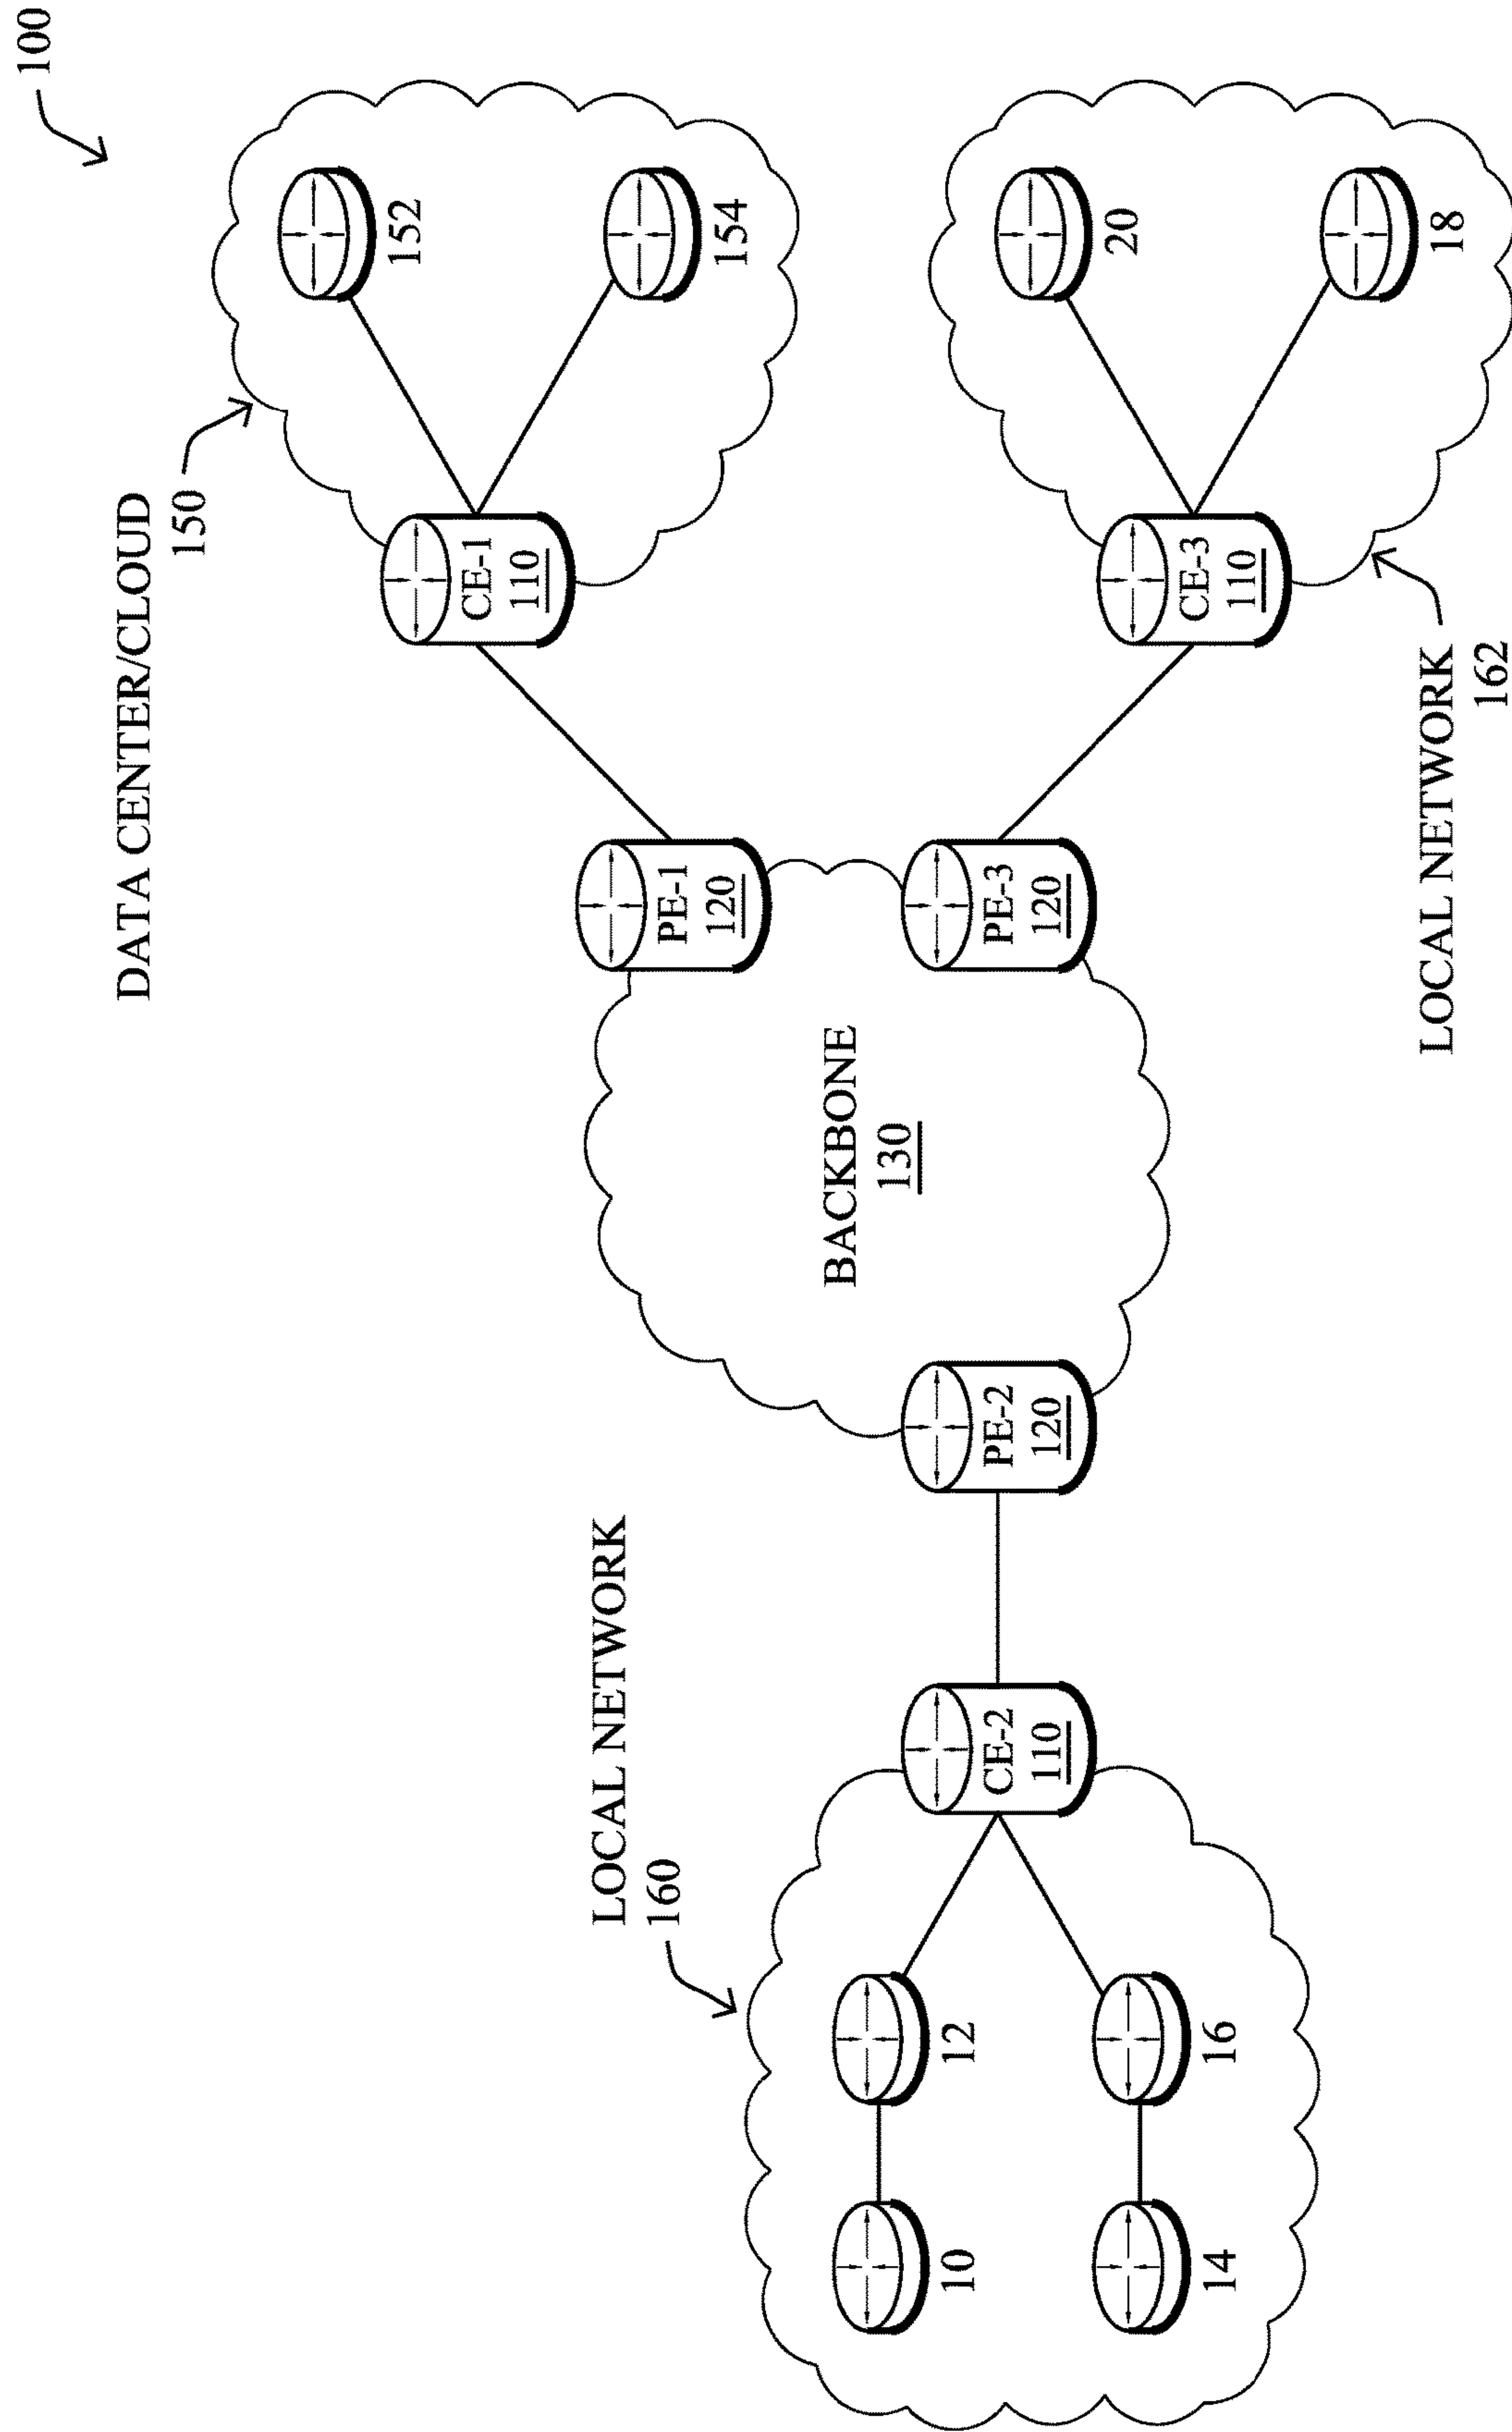 100
DATA CENTER/CLOUD
150
152
CE-1
110
154
LOCAL NETWORK
160
PE-1
120
BACKBONE
130
10
12
CE-2
110
PE-2
120
PE-3
120
20
14
16
CE-3
110
18
LOCAL NETWORK
162